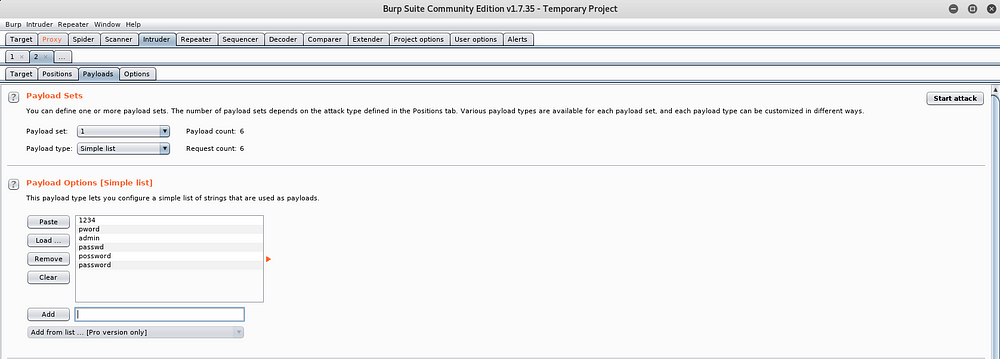 Burp Suite Community Edition v1.7.35 - Temporary Project
Burp Intruder Repeater Window Help
Target Proxy Spider Scanner Intruder Repeater Sequencer Decoder Comparer Extender Project options User options Alerts
1 × 2 × ...
Target Positions Payloads Options
? Payload Sets
Start attack
You can define one or more payload sets. The number of payload sets depends on the attack type defined in the Positions tab. Various payload types are available for each payload set, and each payload type can be customized in different ways.
Payload set: 1 Payload count: 6
Payload type: Simple list Request count: 6
? Payload Options [Simple list]
This payload type lets you configure a simple list of strings that are used as payloads.
Paste
Load ...
Remove
Clear
1234
pword
admin
passwd
possword
password
Add
Add from list ... [Pro version only]